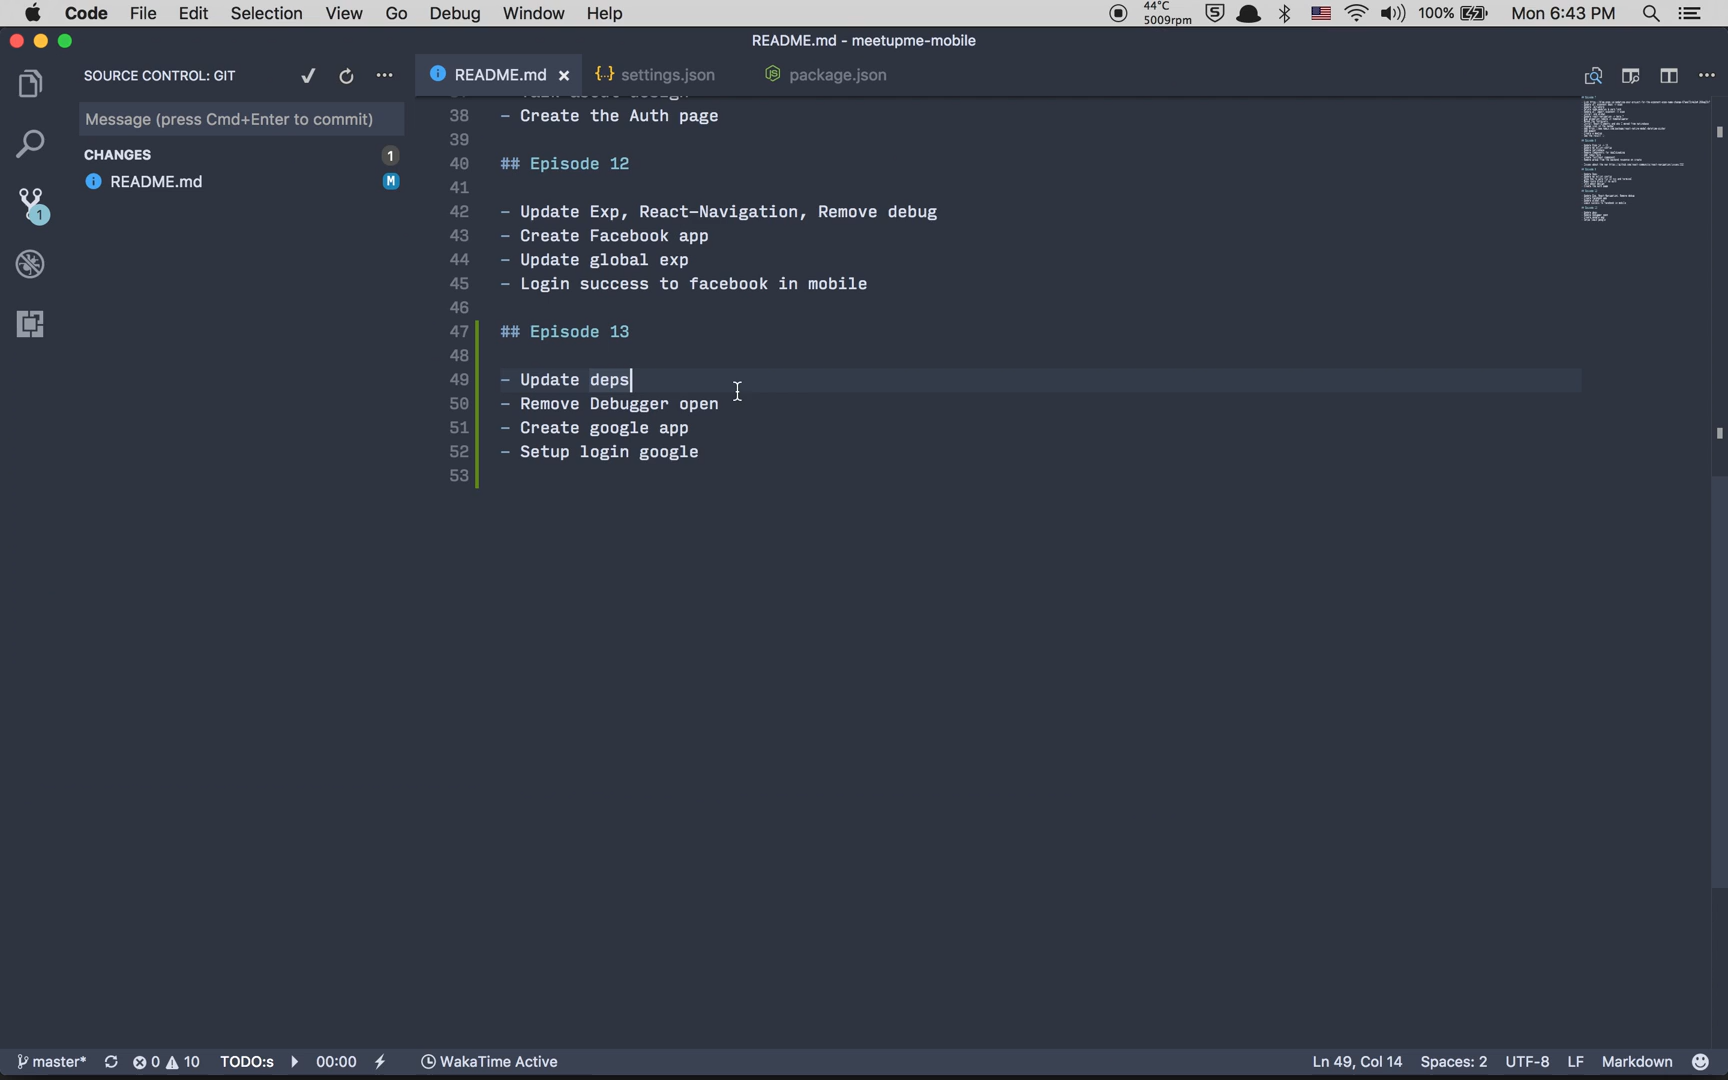 Code File Edit Selection View Go Debug Window Help 44°C 5009rpm 100% Mon 6:43 PM
README.md - meetupme-mobile
SOURCE CONTROL: GIT
README.md settings.json package.json
Message (press Cmd+Enter to commit)
CHANGES 1
README.md M
1
38 - Create the Auth page
39
40 ## Episode 12
41
42 - Update Exp, React-Navigation, Remove debug
43 - Create Facebook app
44 - Update global exp
45 - Login success to facebook in mobile
46
47 ## Episode 13
48
49 - Update deps
50 - Remove Debugger open
51 - Create google app
52 - Setup login google
53
master* 0 10 TODO:s 00:00 WakaTime Active Ln 49, Col 14 Spaces: 2 UTF-8 LF Markdown